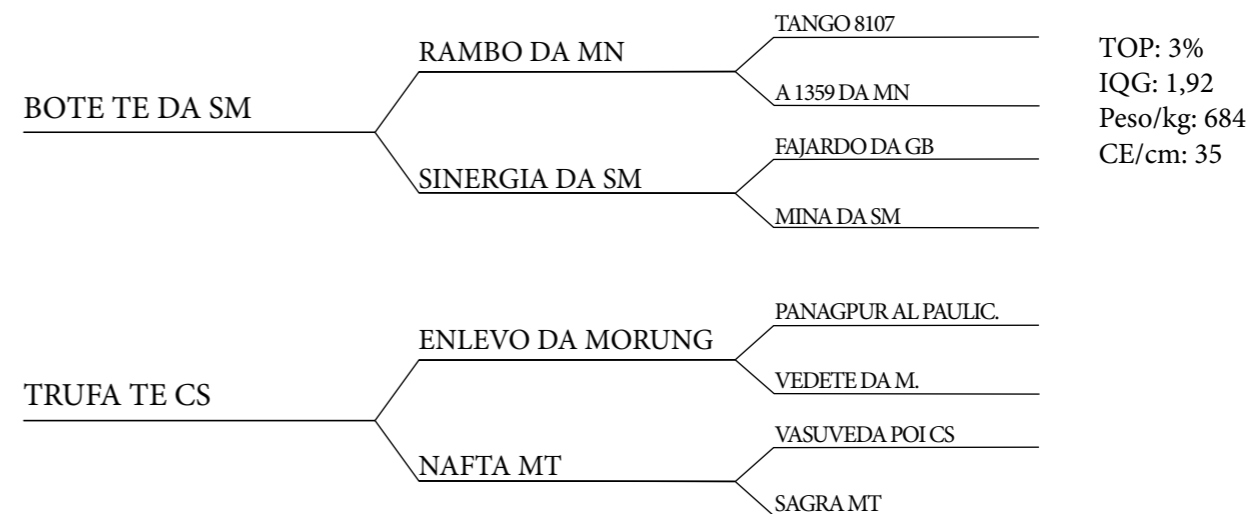 BOTE TE DA SM
RAMBO DA MN
TANGO 8107
A 1359 DA MN
SINERGIA DA SM
FAJARDO DA GB
MINA DA SM
TRUFA TE CS
ENLEVO DA MORUNG
PANAGPUR AL PAULIC.
VEDETE DA M.
NAFTA MT
VASUVEDA POI CS
SAGRA MT
TOP: 3%
IQG: 1,92
Peso/kg: 684
CE/cm: 35